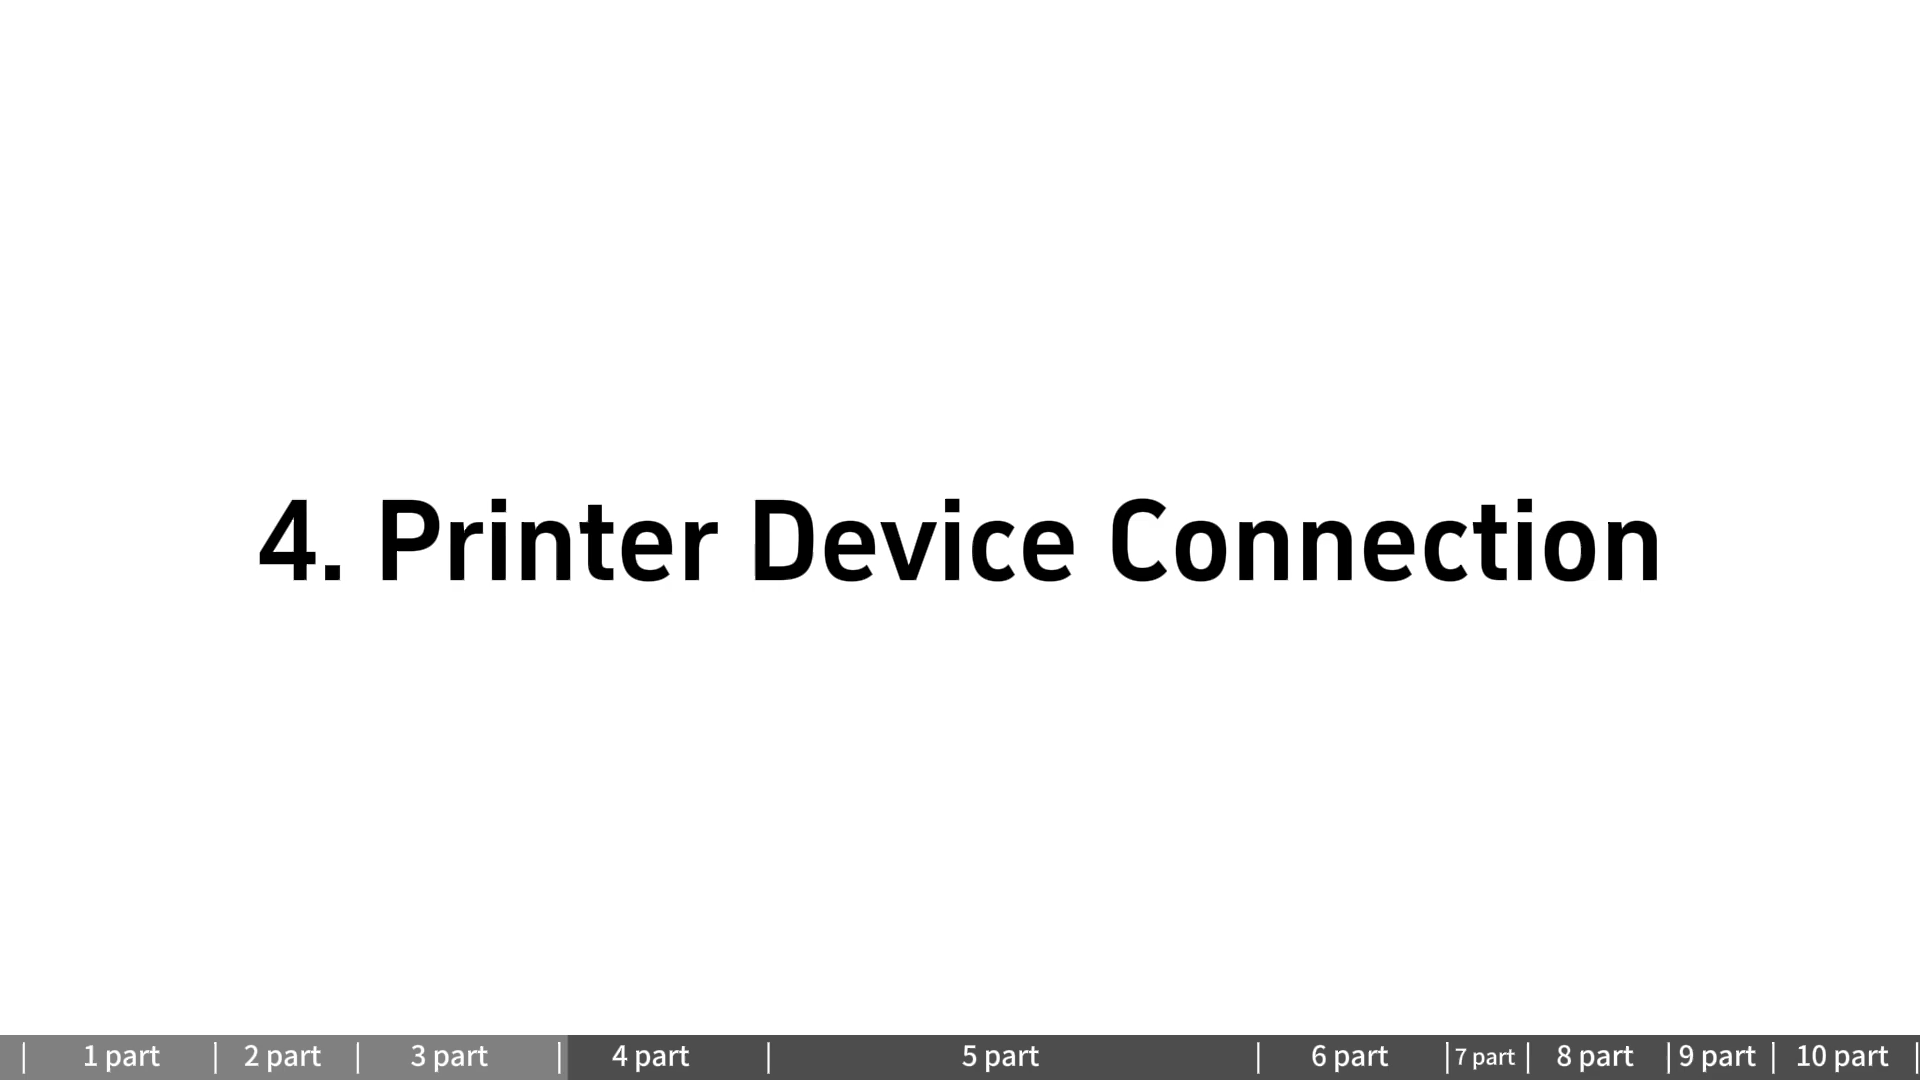 4. Printer Device Connection
| 1 part | 2 part | 3 part | 4 part | 5 part | 6 part | 7 part | 8 part | 9 part | 10 part |